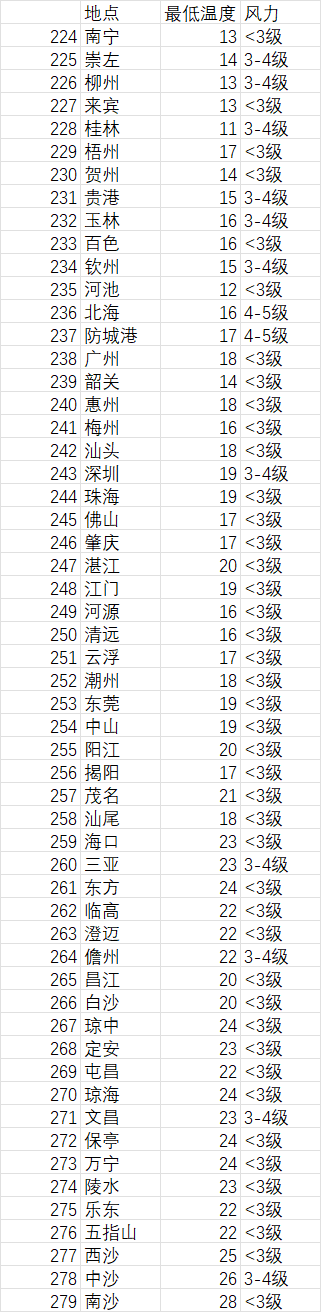 地点 最低温度 风力
224 南宁 13 <3级
225 崇左 14 3-4级
226 柳州 13 3-4级
227 来宾 13 <3级
228 桂林 11 3-4级
229 梧州 17 <3级
230 贺州 14 <3级
231 贵港 15 3-4级
232 玉林 16 3-4级
233 百色 16 <3级
234 钦州 15 3-4级
235 河池 12 <3级
236 北海 16 4-5级
237 防城港 17 4-5级
238 广州 18 <3级
239 韶关 14 <3级
240 惠州 18 <3级
241 梅州 16 <3级
242 汕头 18 <3级
243 深圳 19 3-4级
244 珠海 19 <3级
245 佛山 17 <3级
246 肇庆 17 <3级
247 湛江 20 <3级
248 江门 19 <3级
249 河源 16 <3级
250 清远 16 <3级
251 云浮 17 <3级
252 潮州 18 <3级
253 东莞 19 <3级
254 中山 19 <3级
255 阳江 20 <3级
256 揭阳 17 <3级
257 茂名 21 <3级
258 汕尾 18 <3级
259 海口 23 <3级
260 三亚 23 3-4级
261 东方 24 <3级
262 临高 22 <3级
263 澄迈 22 <3级
264 儋州 22 3-4级
265 昌江 20 <3级
266 白沙 20 <3级
267 琼中 24 <3级
268 定安 23 <3级
269 屯昌 22 <3级
270 琼海 24 <3级
271 文昌 23 3-4级
272 保亭 24 <3级
273 万宁 24 <3级
274 陵水 23 <3级
275 乐东 22 <3级
276 五指山 22 <3级
277 西沙 25 <3级
278 中沙 26 3-4级
279 南沙 28 <3级